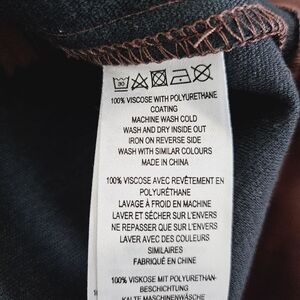 30
100% VISCOSE WITH POLYURETHANE
COATING
MACHINE WASH COLD
WASH AND DRY INSIDE OUT
IRON ON REVERSE SIDE
WASH WITH SIMILAR COLOURS
MADE IN CHINA
100% VISCOSE AVEC REVÊTEMENT EN
POLYURÉTHANE
LAVAGE À FROID EN MACHINE
LAVER ET SÉCHER SUR L'ENVERS
NE REPASSER QUE SUR L'ENVERS
LAVER AVEC DES COULEURS
SIMILAIRES
FABRIQUÉ EN CHINE
100% VISKOSE MIT POLYURETHAN-
BESCHICHTUNG
KALTE MASCHINENWÄSCHE